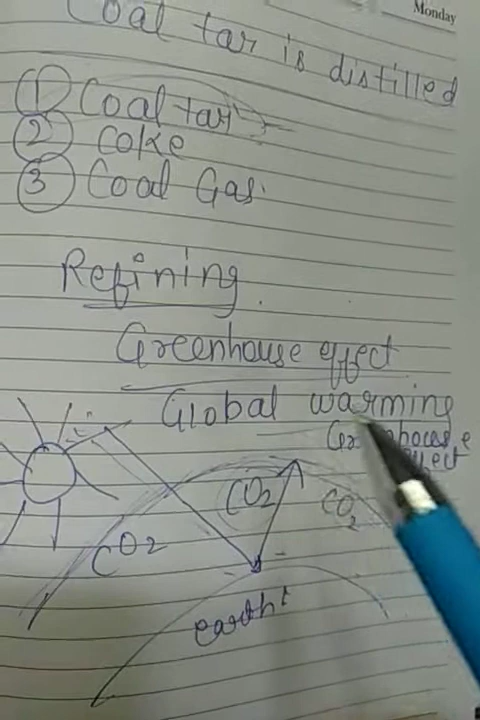 Monday
Coal tar is distilled
① Coal tar
② Coke
③ Coal Gas
Refining
Greenhouse effect
Global warming
CO2
CO2
CO2
earth